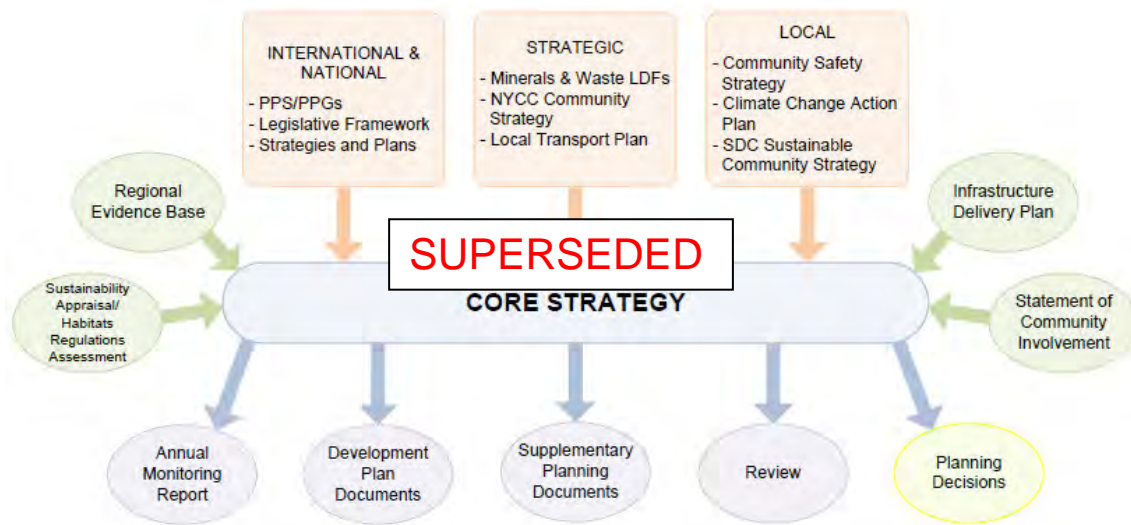 INTERNATIONAL &
NATIONAL
- PPS/PPGs
- Legislative Framework
- Strategies and Plans
STRATEGIC
- Minerals & Waste LDFs
- NYCC Community
Strategy
- Local Transport Plan
LOCAL
- Community Safety
Strategy
- Climate Change Action
Plan
- SDC Sustainable
Community Strategy
Regional
Evidence Base
Infrastructure
Delivery Plan
SUPERSEDED
CORE STRATEGY
Sustainability
Appraisal/
Habitats
Regulations
Assessment
Statement of
Community
Involvement
Annual
Monitoring
Report
Development
Plan
Documents
Supplementary
Planning
Documents
Review
Planning
Decisions